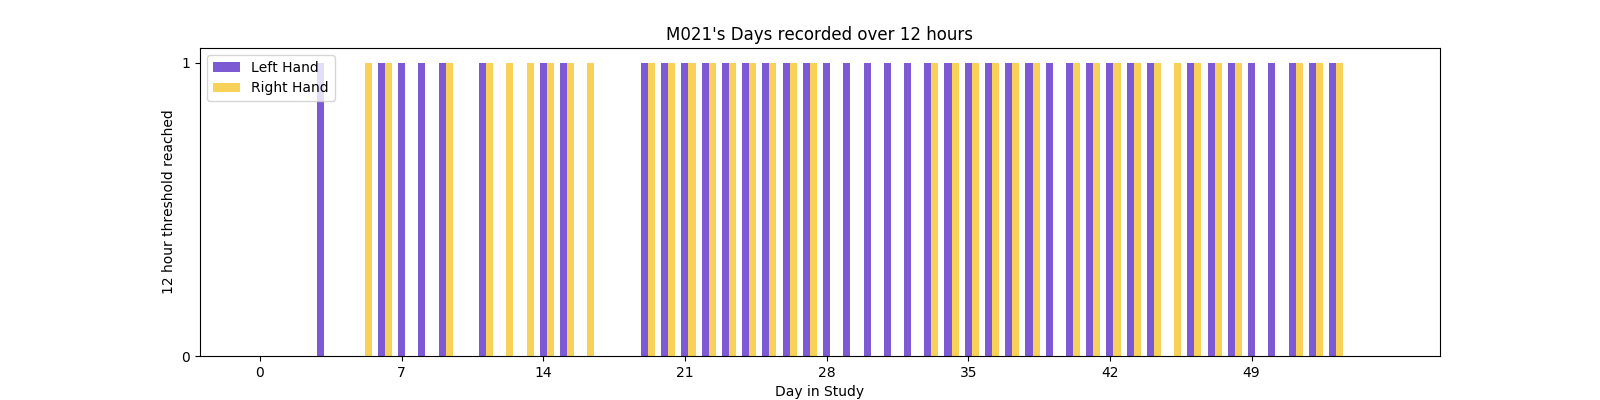 M021's Days recorded over 12 hours
Left Hand
Right Hand
12 hour threshold reached
1
0
0 7 14 21 28 35 42 49
Day in Study